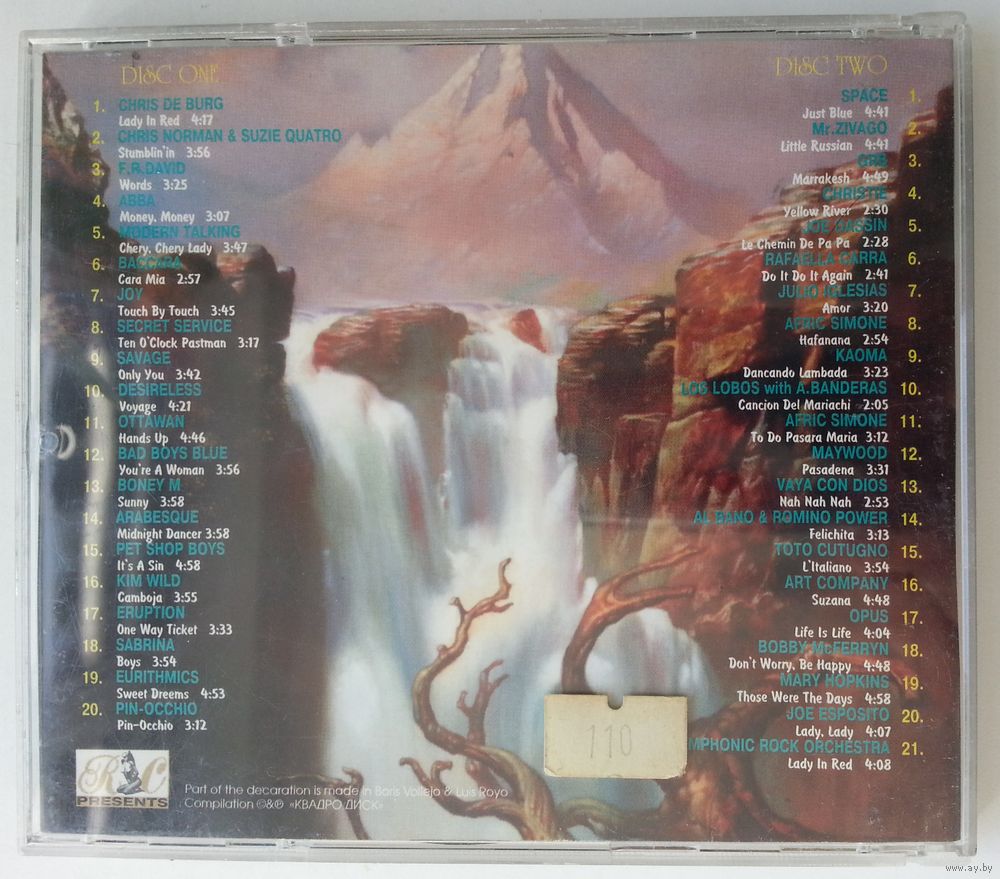 DISC ONE
1. CHRIS DE BURG
Lady In Red 4:17
2. CHRIS NORMAN & SUZIE QUATRO
Stumblin'in 3:56
3. F.R.DAVID
Words 3:25
4. ABBA
Money, Money 3:07
5. MODERN TALKING
Chery, Chery Lady 3:47
6. BACCARA
Cara Mia 2:57
7. JOY
Touch By Touch 3:45
8. SECRET SERVICE
Ten O'Clock Pastman 3:17
9. SAVAGE
Only You 3:42
10. DESIRELESS
Voyage 4:21
11. OTTAWAN
Hands Up 4:46
12. BAD BOYS BLUE
You're A Woman 3:56
13. BONEY M
Sunny 3:58
14. ARABESQUE
Midnight Dancer 3:58
15. PET SHOP BOYS
It's A Sin 4:58
16. KIM WILD
Camboja 3:55
17. ERUPTION
One Way Ticket 3:33
18. SABRINA
Boys 3:54
19. EURITHMICS
Sweet Dreems 4:53
20. PIN-OCCHIO
Pin-Occhio 3:12
DISC TWO
SPACE 1.
Just Blue 4:41
Mr.ZIVAGO 2.
Little Russian 4:41
3.
Marrakesh 4:49
CHRISTIE 4.
Yellow River 2:30
JOE DASSIN 5.
Le Chemin De Pa Pa 2:28
RAFAELLA CARRA 6.
Do It Do It Again 2:41
JULIO IGLESIAS 7.
Amor 3:20
AFRIC SIMONE 8.
Hafanana 2:54
KAOMA 9.
Dancando Lambada 3:23
LOS LOBOS with A.BANDERAS 10.
Cancion Del Mariachi 2:05
AFRIC SIMONE 11.
To Do Pasara Maria 3:12
MAYWOOD 12.
Pasadena 3:31
VAYA CON DIOS 13.
Nah Nah Nah 2:53
AL BANO & ROMINO POWER 14.
Felichita 3:13
TOTO CUTUGNO 15.
L'Italiano 3:54
ART COMPANY 16.
Suzana 4:48
OPUS 17.
Life Is Life 4:04
BOBBY McFERRYN 18.
Don't Worry, Be Happy 4:48
MARY HOPKINS 19.
Those Were The Days 4:58
JOE ESPOSITO 20.
Lady, Lady 4:07
MPHONIC ROCK ORCHESTRA 21.
Lady In Red 4:08
110
PRESENTS
Part of the decaration is made in Boris Vollejo & Luis Royo
Compilation ©&℗ «КВАДРО ДИСК»
www.ay.by